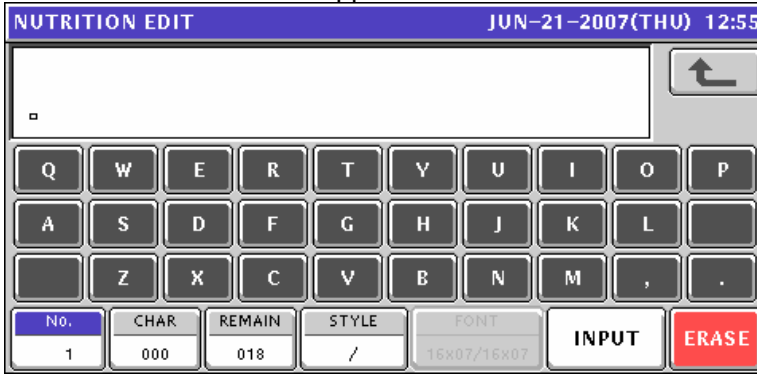 NUTRITION EDIT JUN-21-2007(THU) 12:55
Q W E R T Y U I O P
A S D F G H J K L
Z X C V B N M , .
No. CHAR REMAIN STYLE FONT INPUT ERASE
1 000 018 / 16x07/16x07